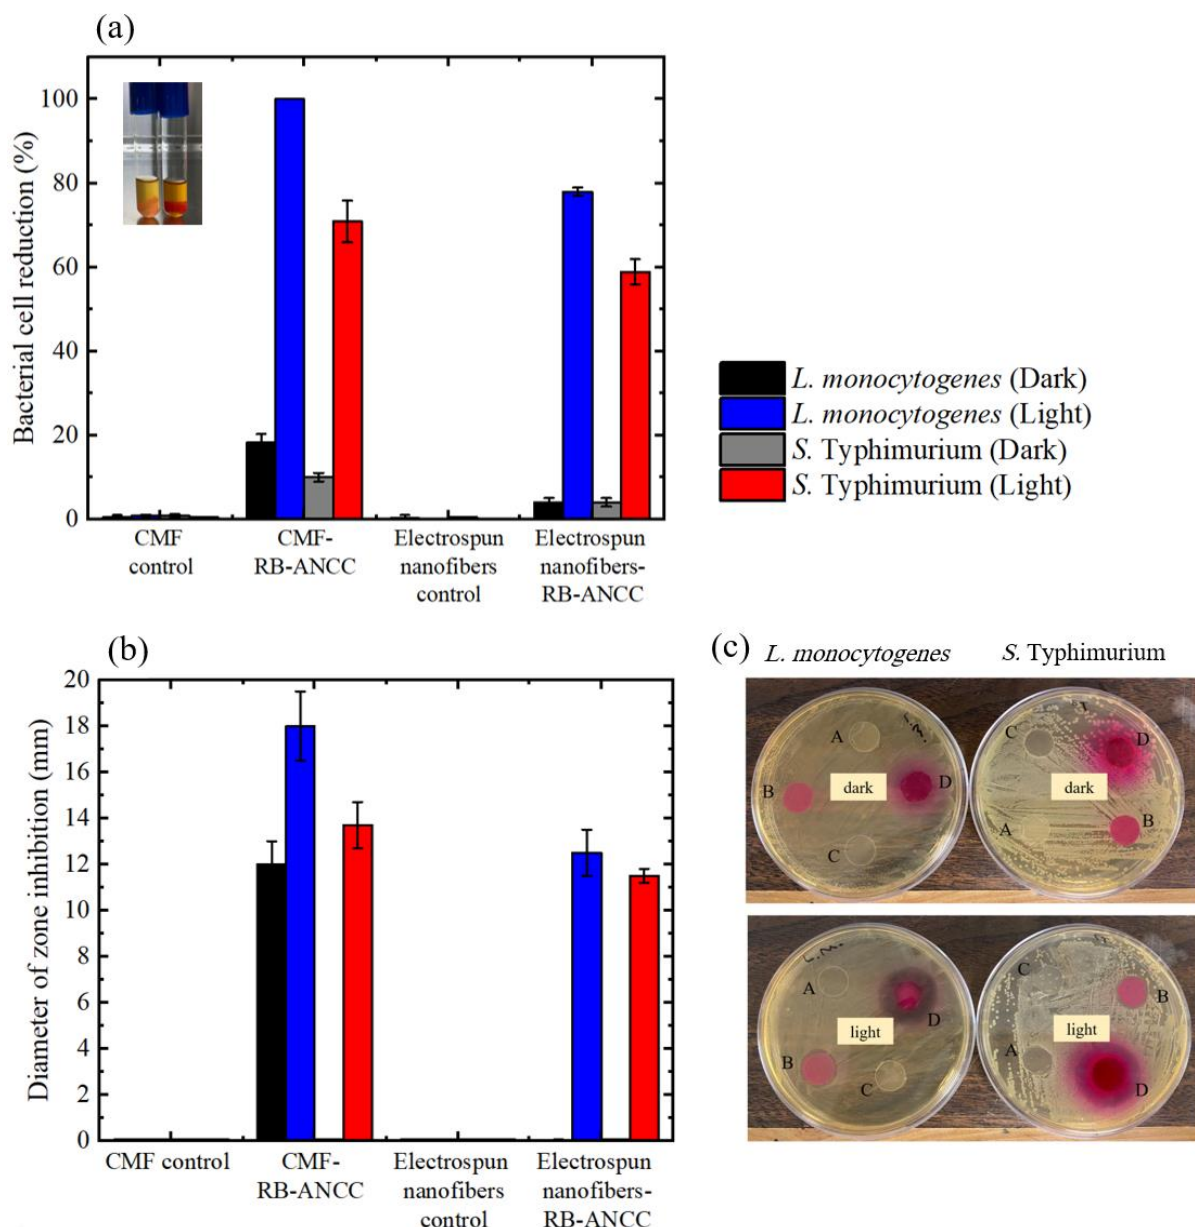 (a)
Bacterial cell reduction (%)
100
80
60
40
20
0
CMF
control
CMF-
RB-ANCC
Electrospun
nanofibers
control
Electrospun
nanofibers-
RB-ANCC
L. monocytogenes (Dark)
L. monocytogenes (Light)
S. Typhimurium (Dark)
S. Typhimurium (Light)
(b)
Diameter of zone inhibition (mm)
20
18
16
14
12
10
8
6
4
2
0
CMF control
CMF-
RB-ANCC
Electrospun
nanofibers
control
Electrospun
nanofibers-
RB-ANCC
(c)
L. monocytogenes
S. Typhimurium
A
B
dark
D
C
C
D
dark
A
B
A
D
light
B
C
C
B
light
A
D